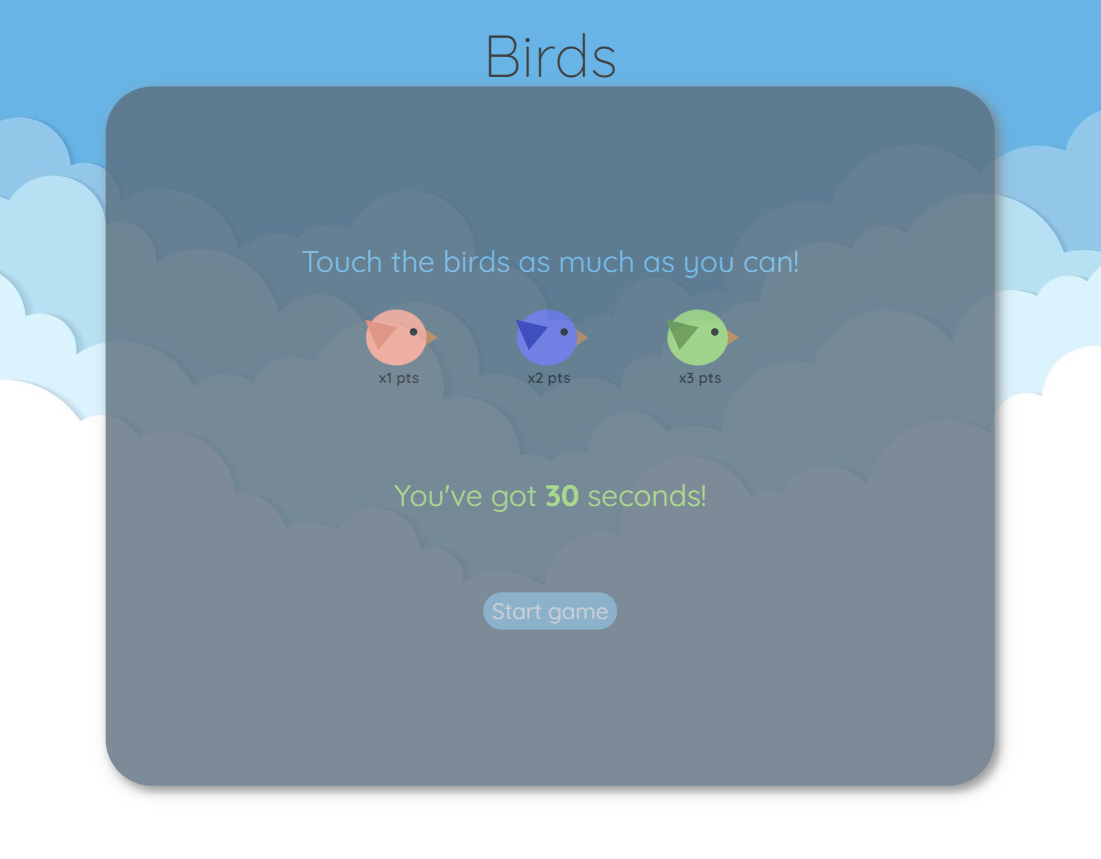 Birds
Touch the birds as much as you can!
x1 pts x2 pts x3 pts
You've got 30 seconds!
Start game